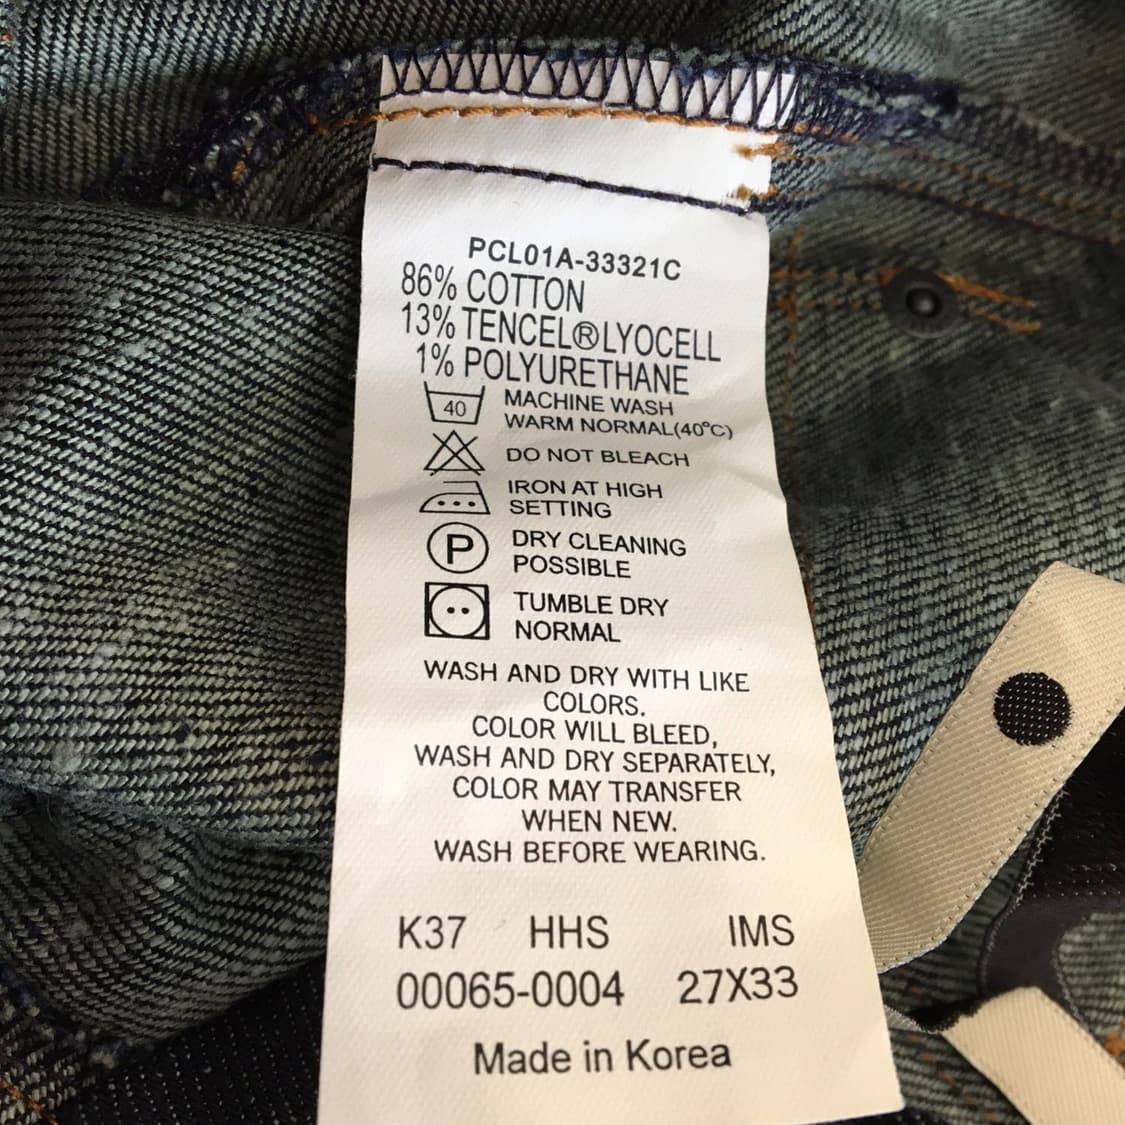 PCL01A-33321C
86% COTTON
13% TENCEL®LYOCELL
1% POLYURETHANE
40 MACHINE WASH
WARM NORMAL(40°C)
DO NOT BLEACH
IRON AT HIGH
SETTING
P DRY CLEANING
POSSIBLE
TUMBLE DRY
NORMAL
WASH AND DRY WITH LIKE
COLORS.
COLOR WILL BLEED,
WASH AND DRY SEPARATELY,
COLOR MAY TRANSFER
WHEN NEW.
WASH BEFORE WEARING.
K37 HHS IMS
00065-0004 27X33
Made in Korea